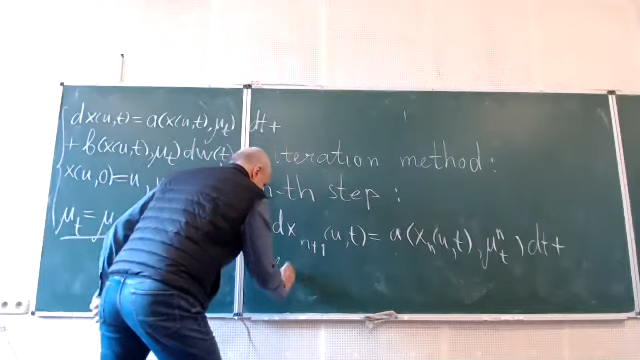 dx(u,t) = a(x(u,t), μ_t) dt +
+ b(x(u,t), μ_t) dw(t)
x(u,0) = u,
μ_t = μ
Iteration method:
n-th step:
dx_{n+1}(u,t) = a(x_n(u,t), μ_t^n) dt +